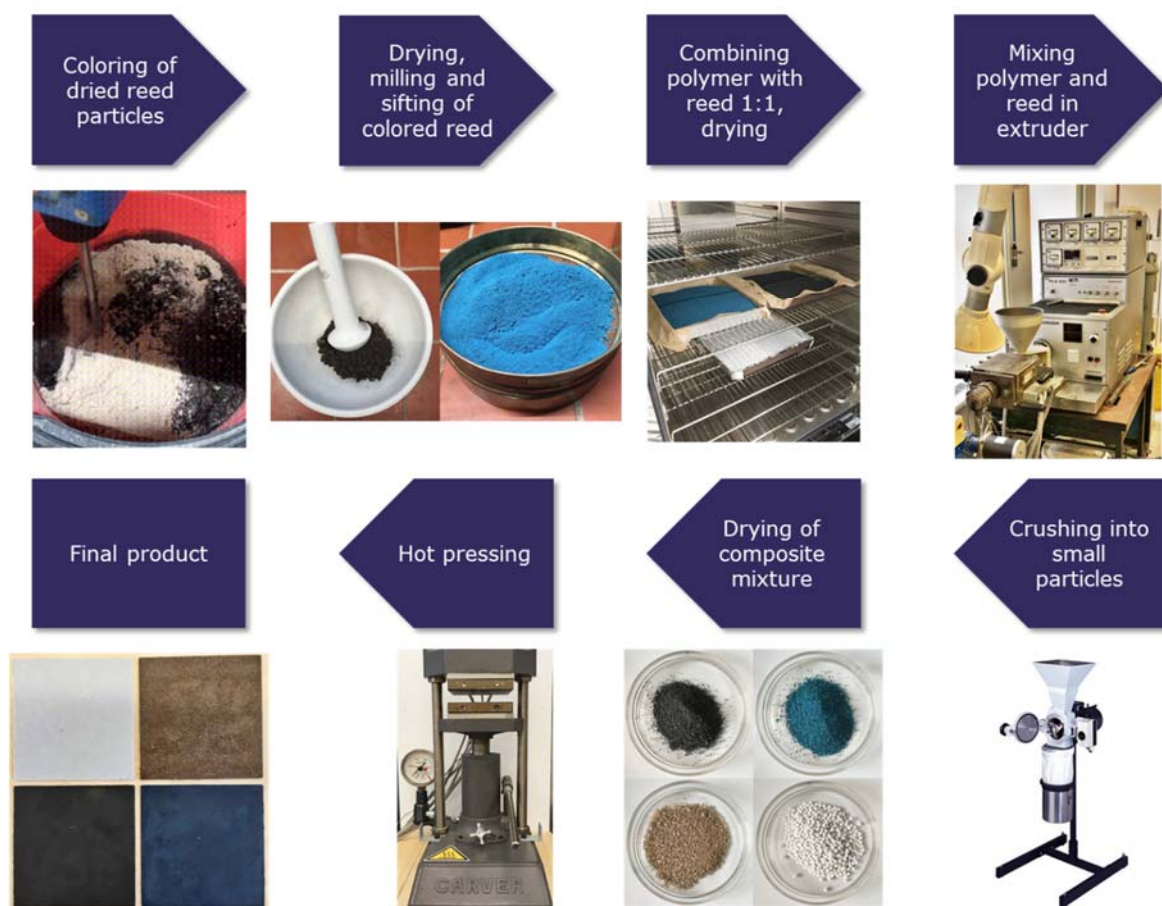 Coloring of
dried reed
particles
Drying,
milling and
sifting of
colored reed
Combining
polymer with
reed 1:1,
drying
Mixing
polymer and
reed in
extruder
Final product
Hot pressing
Drying of
composite
mixture
Crushing into
small
particles
CARVER